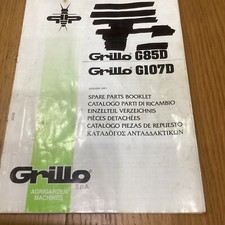 Grillo G85D
Grillo G107D
SPARE PARTS BOOKLET
CATALOGO PARTI DI RICAMBIO
EINZELTEIL VERZEICHNIS
PIÈCES DETACHÉES
CATALOGO PIEZAS DE REPUESTO
ΚΑΤΑΛΟΓΟΣ ΑΝΤΑΛΛΑΚΤΙΚΩΝ
Grillo
S.p.A.
AGRIGARDEN
MACHINES